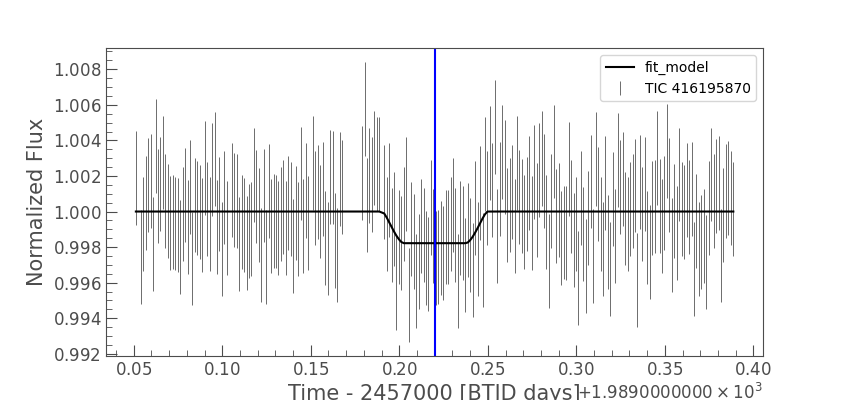 fit_model
TIC 416195870
1.008
1.006
1.004
1.002
1.000
0.998
0.996
0.994
0.992
Normalized Flux
0.05 0.10 0.15 0.20 0.25 0.30 0.35 0.40
Time - 2457000 [BTJD days]
+1.9890000000 × 10³